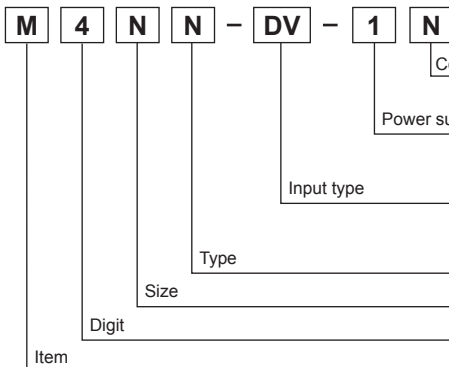 M 4 N N – DV – 1 N
Power
Input type
Type
Size
Digit
Item